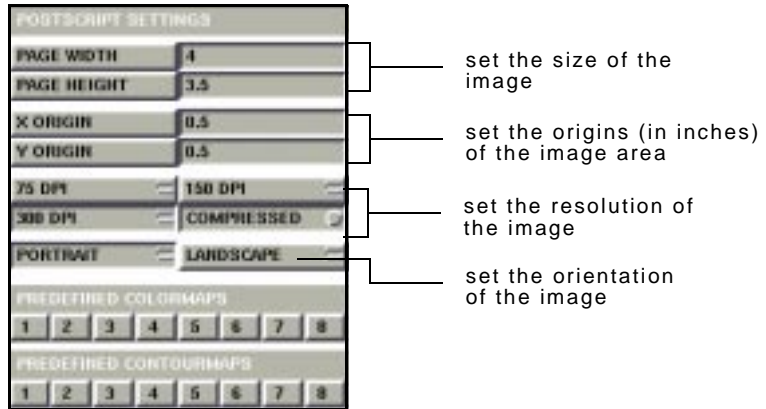 POSTSCRIPT SETTINGS
PAGE WIDTH 4
PAGE HEIGHT 3.5
set the size of the
image
X ORIGIN 0.5
Y ORIGIN 0.5
set the origins (in inches)
of the image area
75 DPI 150 DPI
300 DPI COMPRESSED
set the resolution of
the image
PORTRAIT LANDSCAPE
set the orientation
of the image
PREDEFINED COLORMAPS
1 2 3 4 5 6 7 8
PREDEFINED CONTOURMAPS
1 2 3 4 5 6 7 8